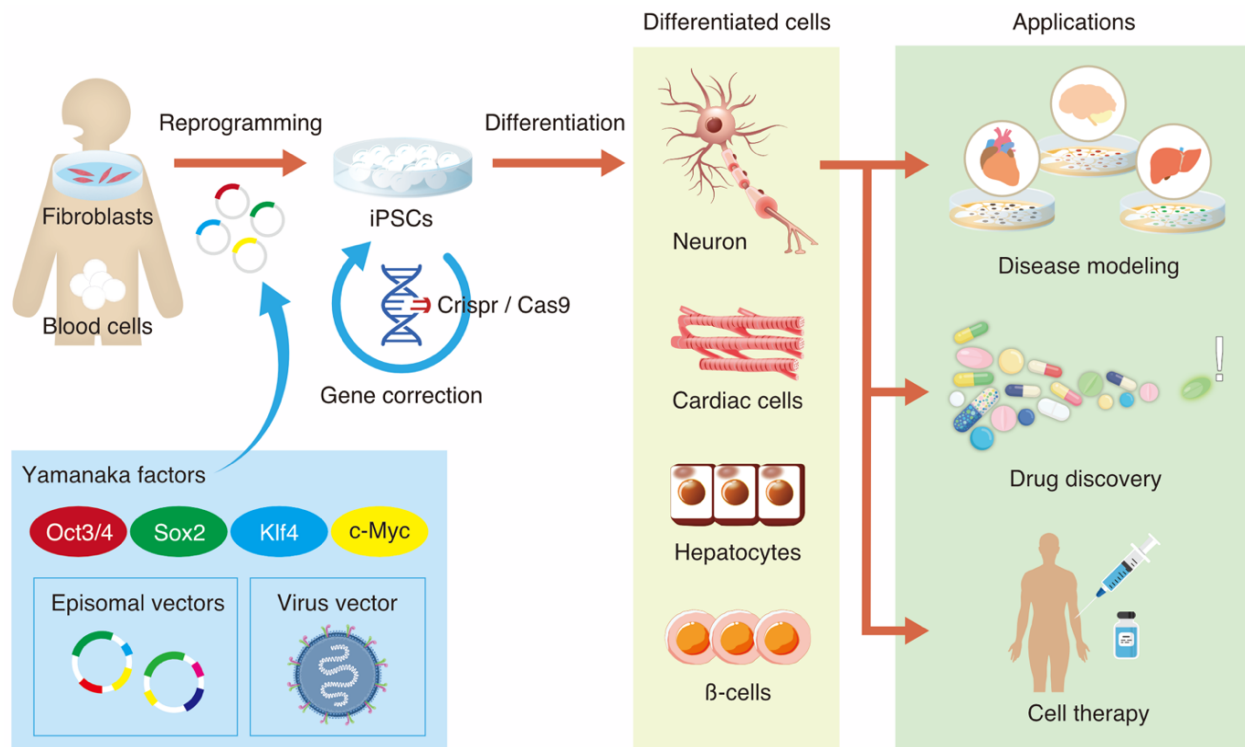 Differentiated cells
Applications
Reprogramming
Differentiation
Fibroblasts
iPSCs
Blood cells
Crispr / Cas9
Gene correction
Yamanaka factors
Oct3/4
Sox2
Klf4
c-Myc
Episomal vectors
Virus vector
Neuron
Cardiac cells
Hepatocytes
ß-cells
Disease modeling
!
Drug discovery
Cell therapy